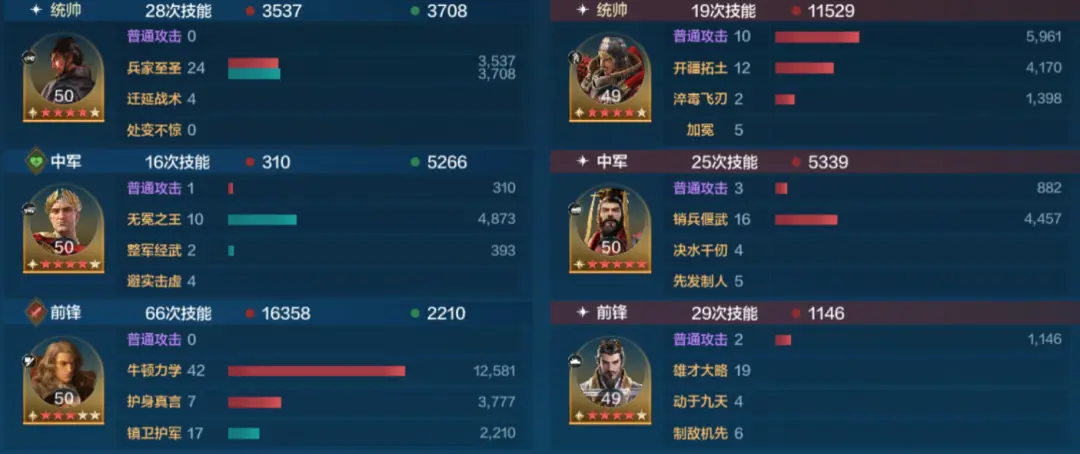 统帅 28次技能 3537 3708
普通攻击 0
兵家至圣 24 3,537
3,708
50
迂延战术 4
处变不惊 0
中军 16次技能 310 5266
普通攻击 1 310
无冕之王 10 4,873
50
整军经武 2 393
避实击虚 4
前锋 66次技能 16358 2210
普通攻击 0
牛顿力学 42 12,581
50
护身真言 7 3,777
镇卫护军 17 2,210
统帅 19次技能 11529
普通攻击 10 5,961
开疆拓土 12 4,170
49
淬毒飞刃 2 1,398
加冕 5
中军 25次技能 5339
普通攻击 3 882
销兵偃武 16 4,457
50
决水千仞 4
先发制人 5
前锋 29次技能 1146
普通攻击 2 1,146
雄才大略 19
49
动于九天 4
制敌机先 6